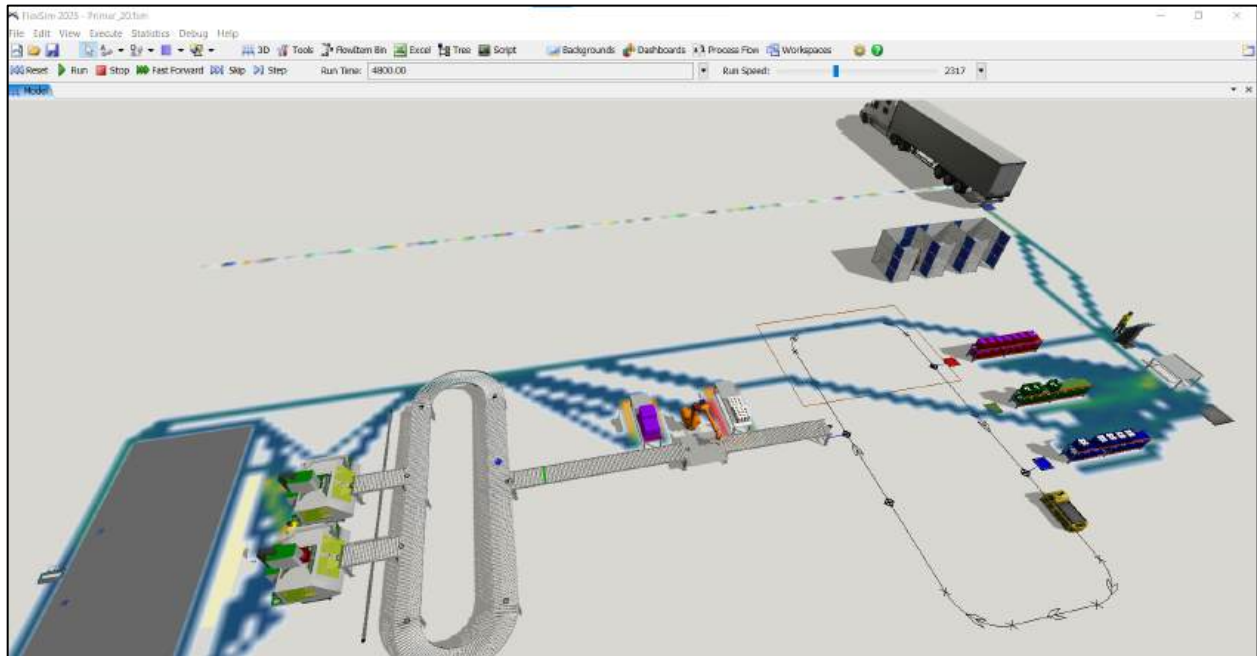 FlexSim 2025 - Primer_20.fsm
File Edit View Execute Statistics Debug Help
3D Tools FlowItem Bin Excel Tree Script Backgrounds Dashboards Process Flow Workspaces
Reset Run Stop Fast Forward Skip Step Run Time: 4800.00 Run Speed: 2317
Model